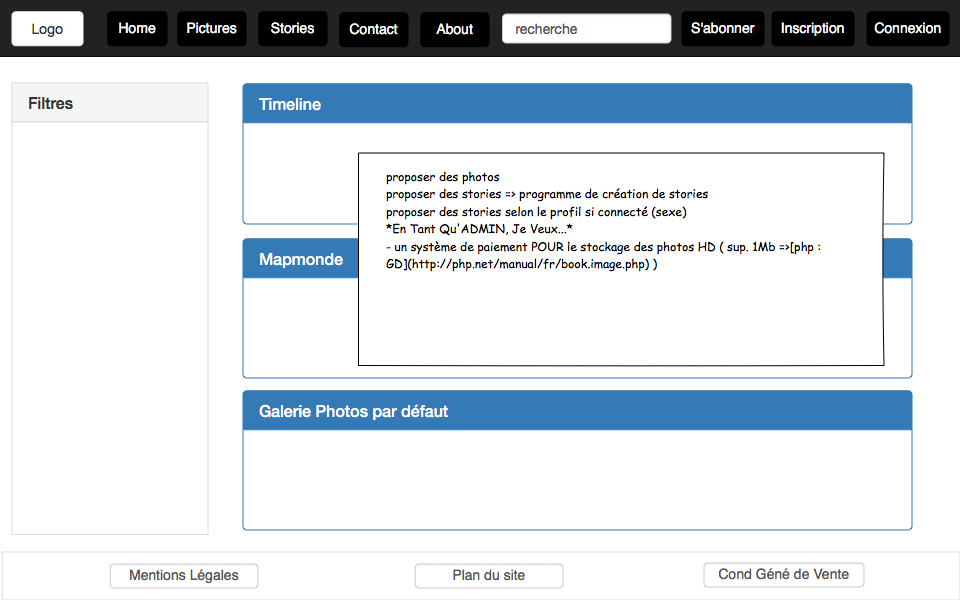 Logo
Home
Pictures
Stories
Contact
About
recherche
S'abonner
Inscription
Connexion
Filtres
Timeline
proposer des photos
proposer des stories => programme de création de stories
proposer des stories selon le profil si connecté (sexe)
*En Tant Qu'ADMIN, Je Veux...*
- un système de paiement POUR le stockage des photos HD ( sup. 1Mb =>[php :
GD](http://php.net/manual/fr/book.image.php) )
Mapmonde
Galerie Photos par défaut
Mentions Légales
Plan du site
Cond Géné de Vente